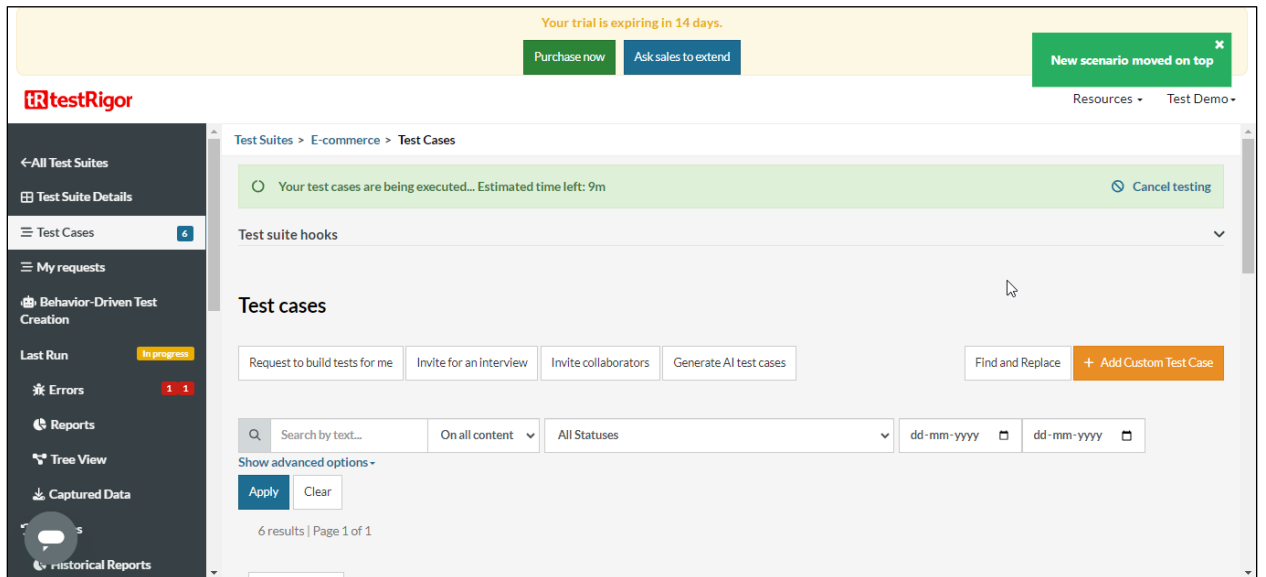 Your trial is expiring in 14 days.
Purchase now
Ask sales to extend
×
New scenario moved on top
tR testRigor
Resources
Test Demo
←All Test Suites
Test Suite Details
Test Cases 6
My requests
Behavior-Driven Test
Creation
Last Run In progress
Errors 1 1
Reports
Tree View
Captured Data
s
Historical Reports
Test Suites > E-commerce > Test Cases
Your test cases are being executed... Estimated time left: 9m
Cancel testing
Test suite hooks
Test cases
Request to build tests for me
Invite for an interview
Invite collaborators
Generate AI test cases
Find and Replace
+ Add Custom Test Case
Search by text...
On all content
All Statuses
dd-mm-yyyy
dd-mm-yyyy
Show advanced options
Apply
Clear
6 results | Page 1 of 1